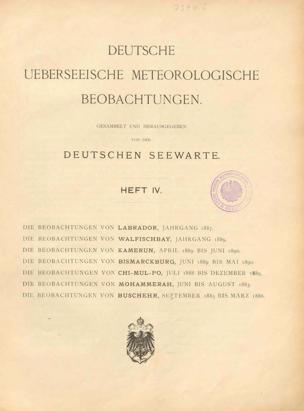 DEUTSCHE
UEBERSEEISCHE METEOROLOGISCHE
BEOBACHTUNGEN.
GESAMMELT UND HERAUSGEGEBEN
VON DER
DEUTSCHEN SEEWARTE.
HEFT IV.
DIE BEOBACHTUNGEN VON LABRADOR, JAHRGANG 1887.
DIE BEOBACHTUNGEN VON WALFISCHBAY, JAHRGANG 1889.
DIE BEOBACHTUNGEN VON KAMERUN, APRIL 1889 BIS JUNI 1890.
DIE BEOBACHTUNGEN VON BISMARCKBURG, JUNI 1889 BIS MAI 1890.
DIE BEOBACHTUNGEN VON CHI-MUL-PO, JULI 1888 BIS DEZEMBER 1889.
DIE BEOBACHTUNGEN VON MOHAMMERAH, JUNI BIS AUGUST 1885.
DIE BEOBACHTUNGEN VON BUSCHEHR, SEPTEMBER 1885 BIS MÄRZ 1886.